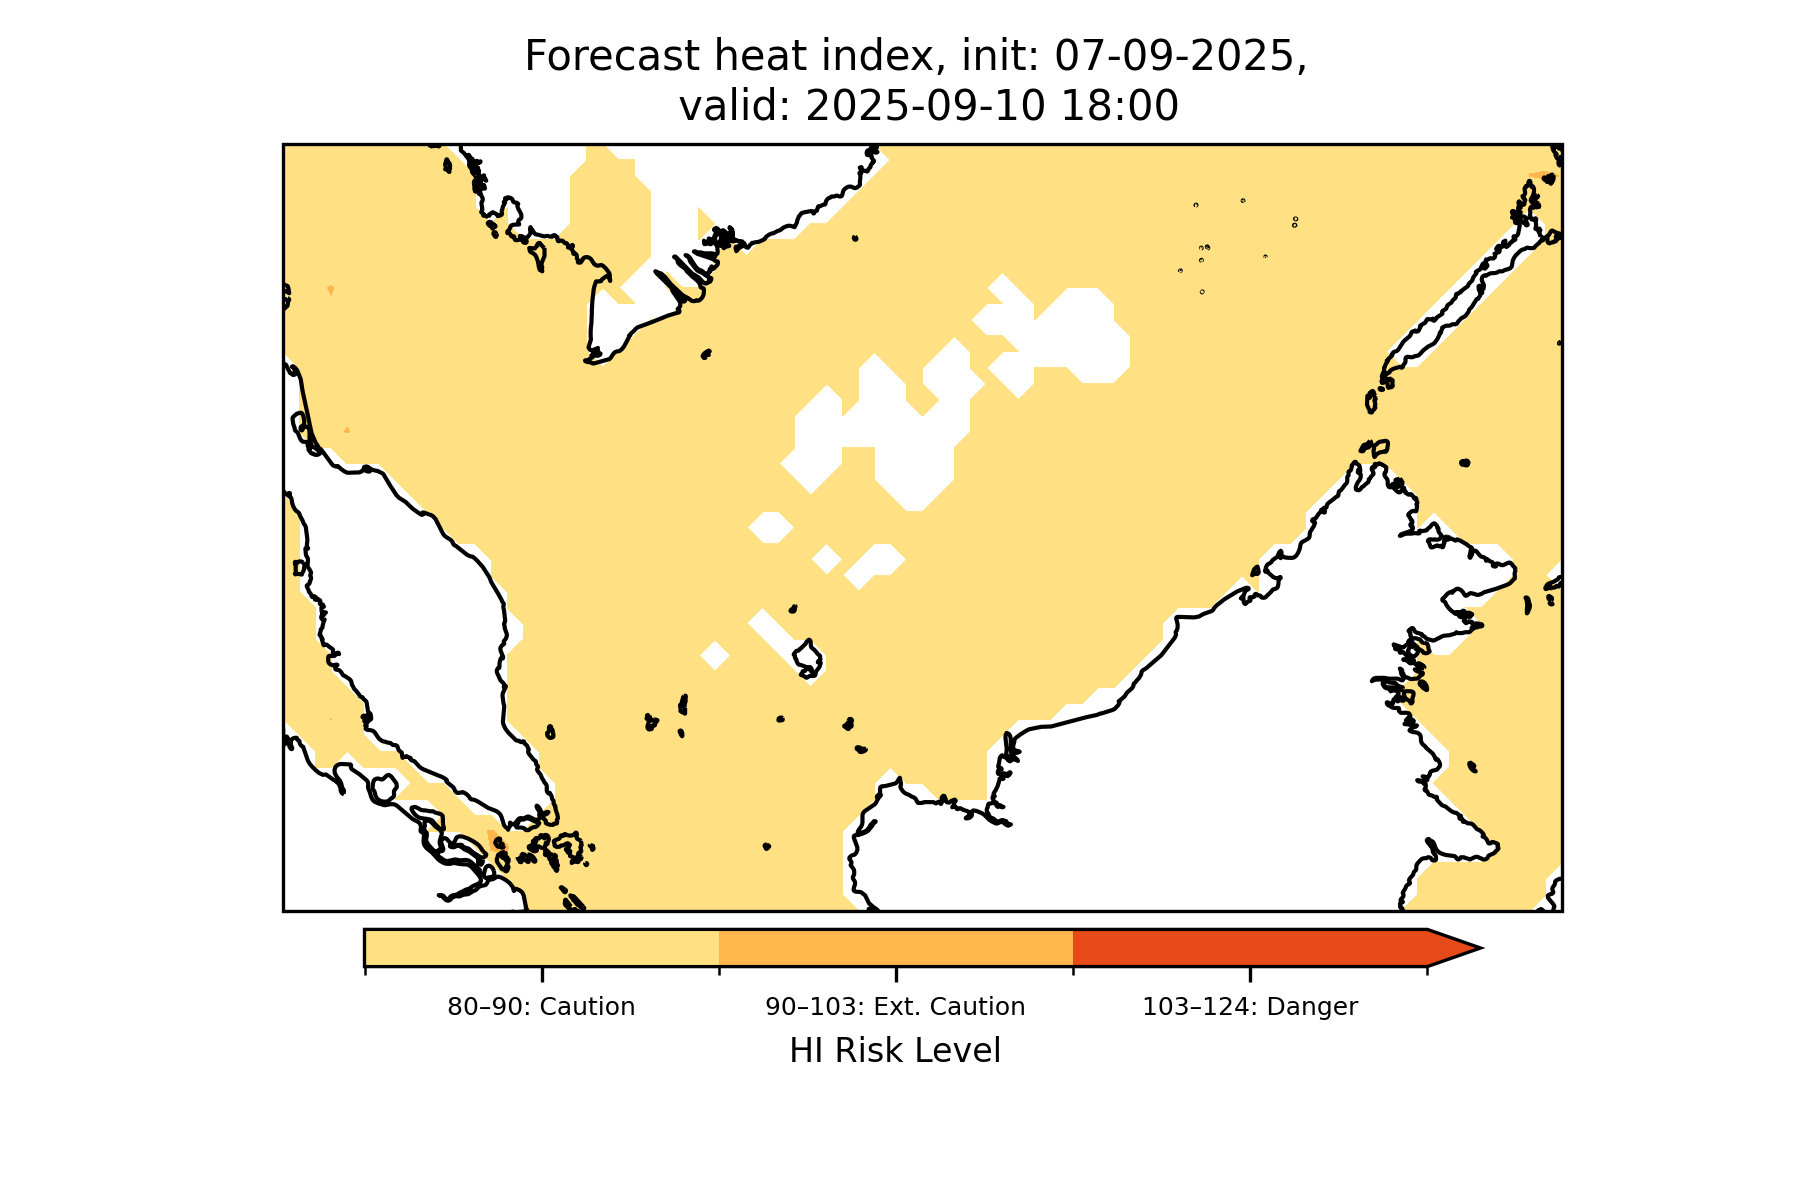 Forecast heat index, init: 07-09-2025,
valid: 2025-09-10 18:00
80–90: Caution
90–103: Ext. Caution
103–124: Danger
HI Risk Level